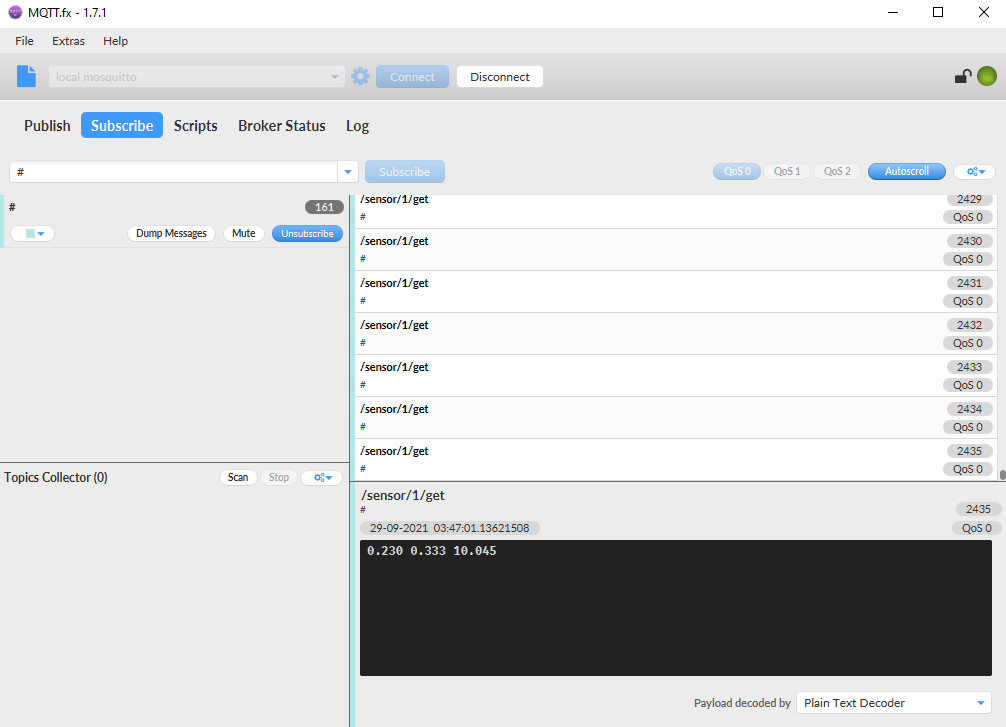 MQTT.fx - 1.7.1
File Extras Help
local mosquitto Connect Disconnect
Publish Subscribe Scripts Broker Status Log
# Subscribe QoS 0 QoS 1 QoS 2 Autoscroll
# 161
Dump Messages Mute Unsubscribe
/sensor/1/get 2429
# QoS 0
/sensor/1/get 2430
# QoS 0
/sensor/1/get 2431
# QoS 0
/sensor/1/get 2432
# QoS 0
/sensor/1/get 2433
# QoS 0
/sensor/1/get 2434
# QoS 0
/sensor/1/get 2435
# QoS 0
Topics Collector (0) Scan Stop
/sensor/1/get
# 2435
29-09-2021 03:47:01.13621508 QoS 0
0.230 0.333 10.045
Payload decoded by Plain Text Decoder